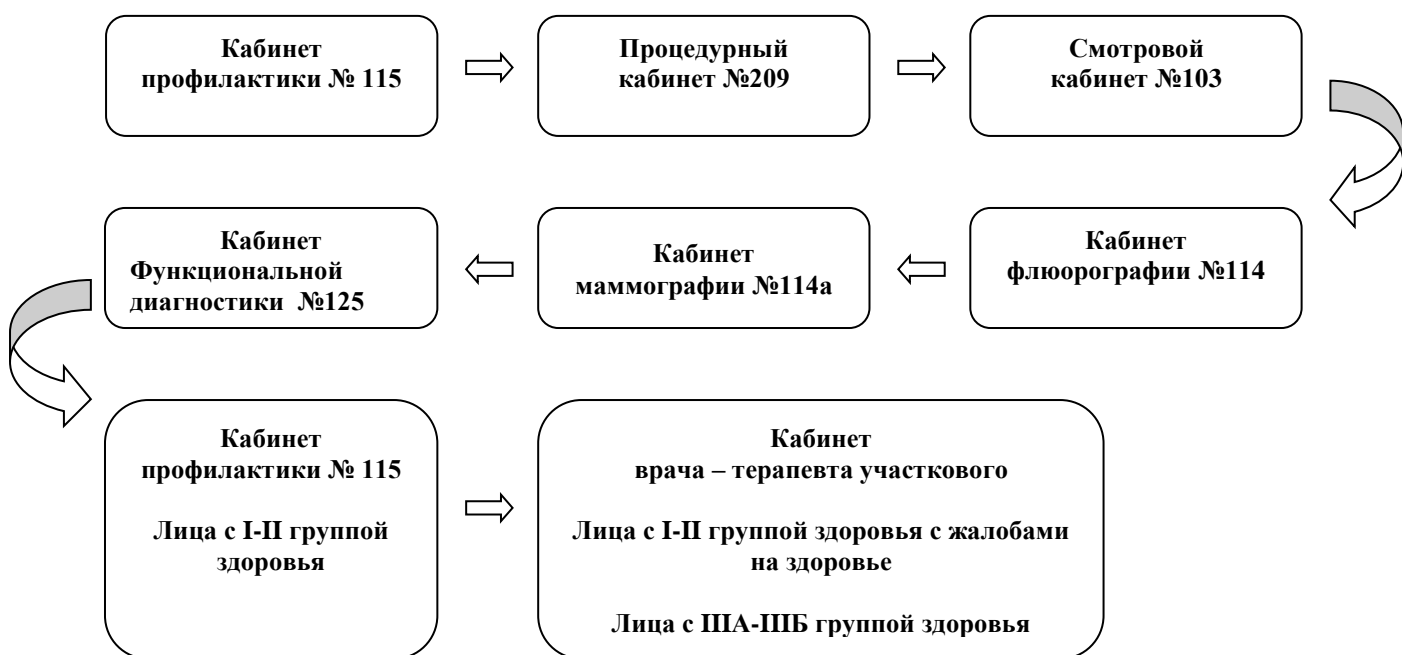 Кабинет
профилактики № 115
Процедурный
кабинет №209
Смотровой
кабинет №103
Кабинет
флюорографии №114
Кабинет
маммографии №114а
Кабинет
Функциональной
диагностики №125
Кабинет
профилактики № 115
Лица с I-II группой
здоровья
Кабинет
врача – терапевта участкового
Лица с I-II группой здоровья с жалобами
на здоровье
Лица с IIIА-IIIБ группой здоровья